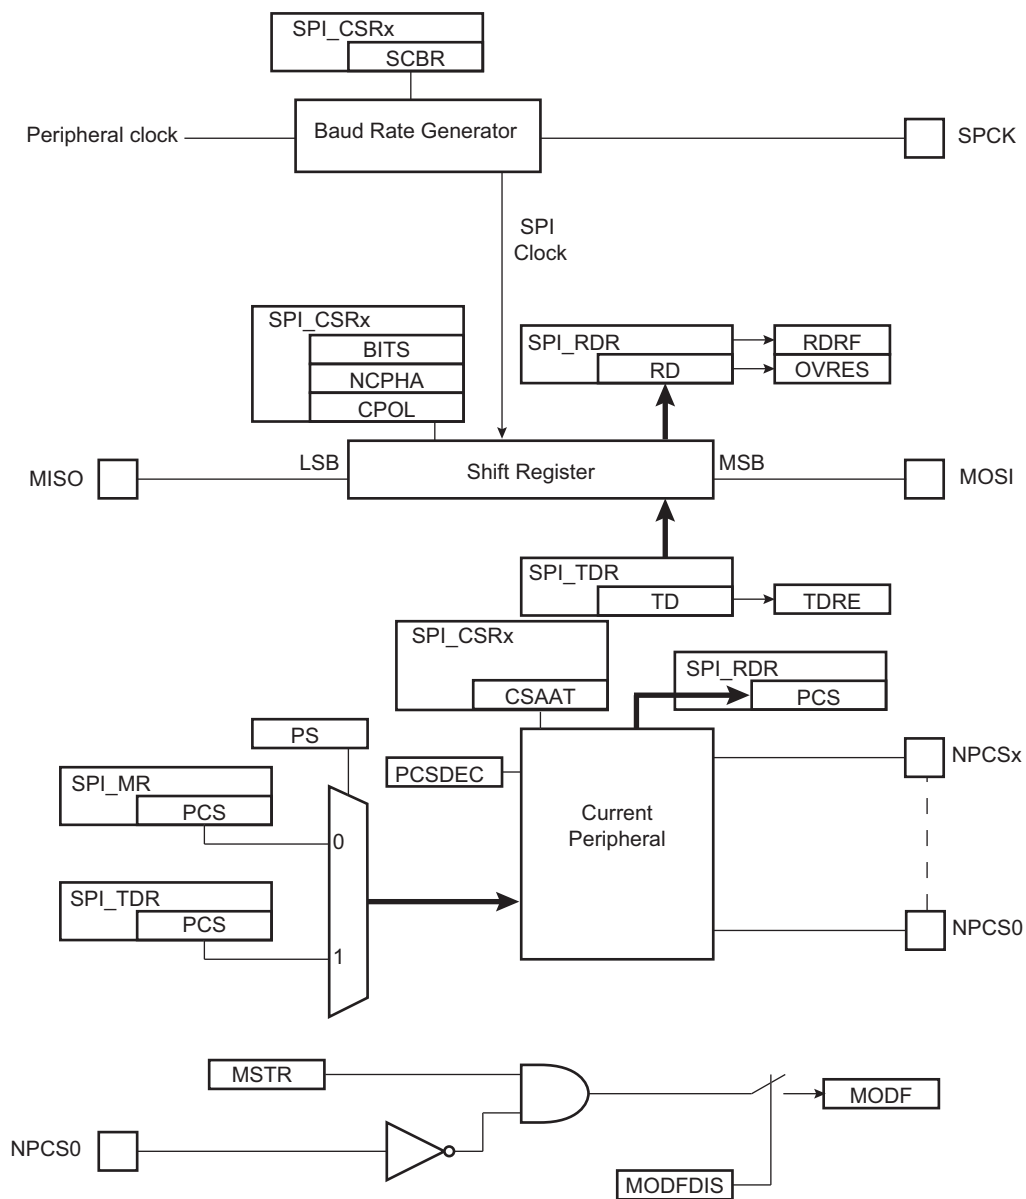 SPI_CSRx
SCBR
Peripheral clock
Baud Rate Generator
SPCK
SPI
Clock
SPI_CSRx
BITS
NCPHA
CPOL
SPI_RDR
RD
RDRF
OVRES
MISO
LSB
Shift Register
MSB
MOSI
SPI_TDR
TD
TDRE
SPI_CSRx
CSAAT
SPI_RDR
PCS
PS
PCSDEC
NPCSx
SPI_MR
PCS
0
Current
Peripheral
SPI_TDR
PCS
1
NPCS0
MSTR
MODF
NPCS0
MODFDIS